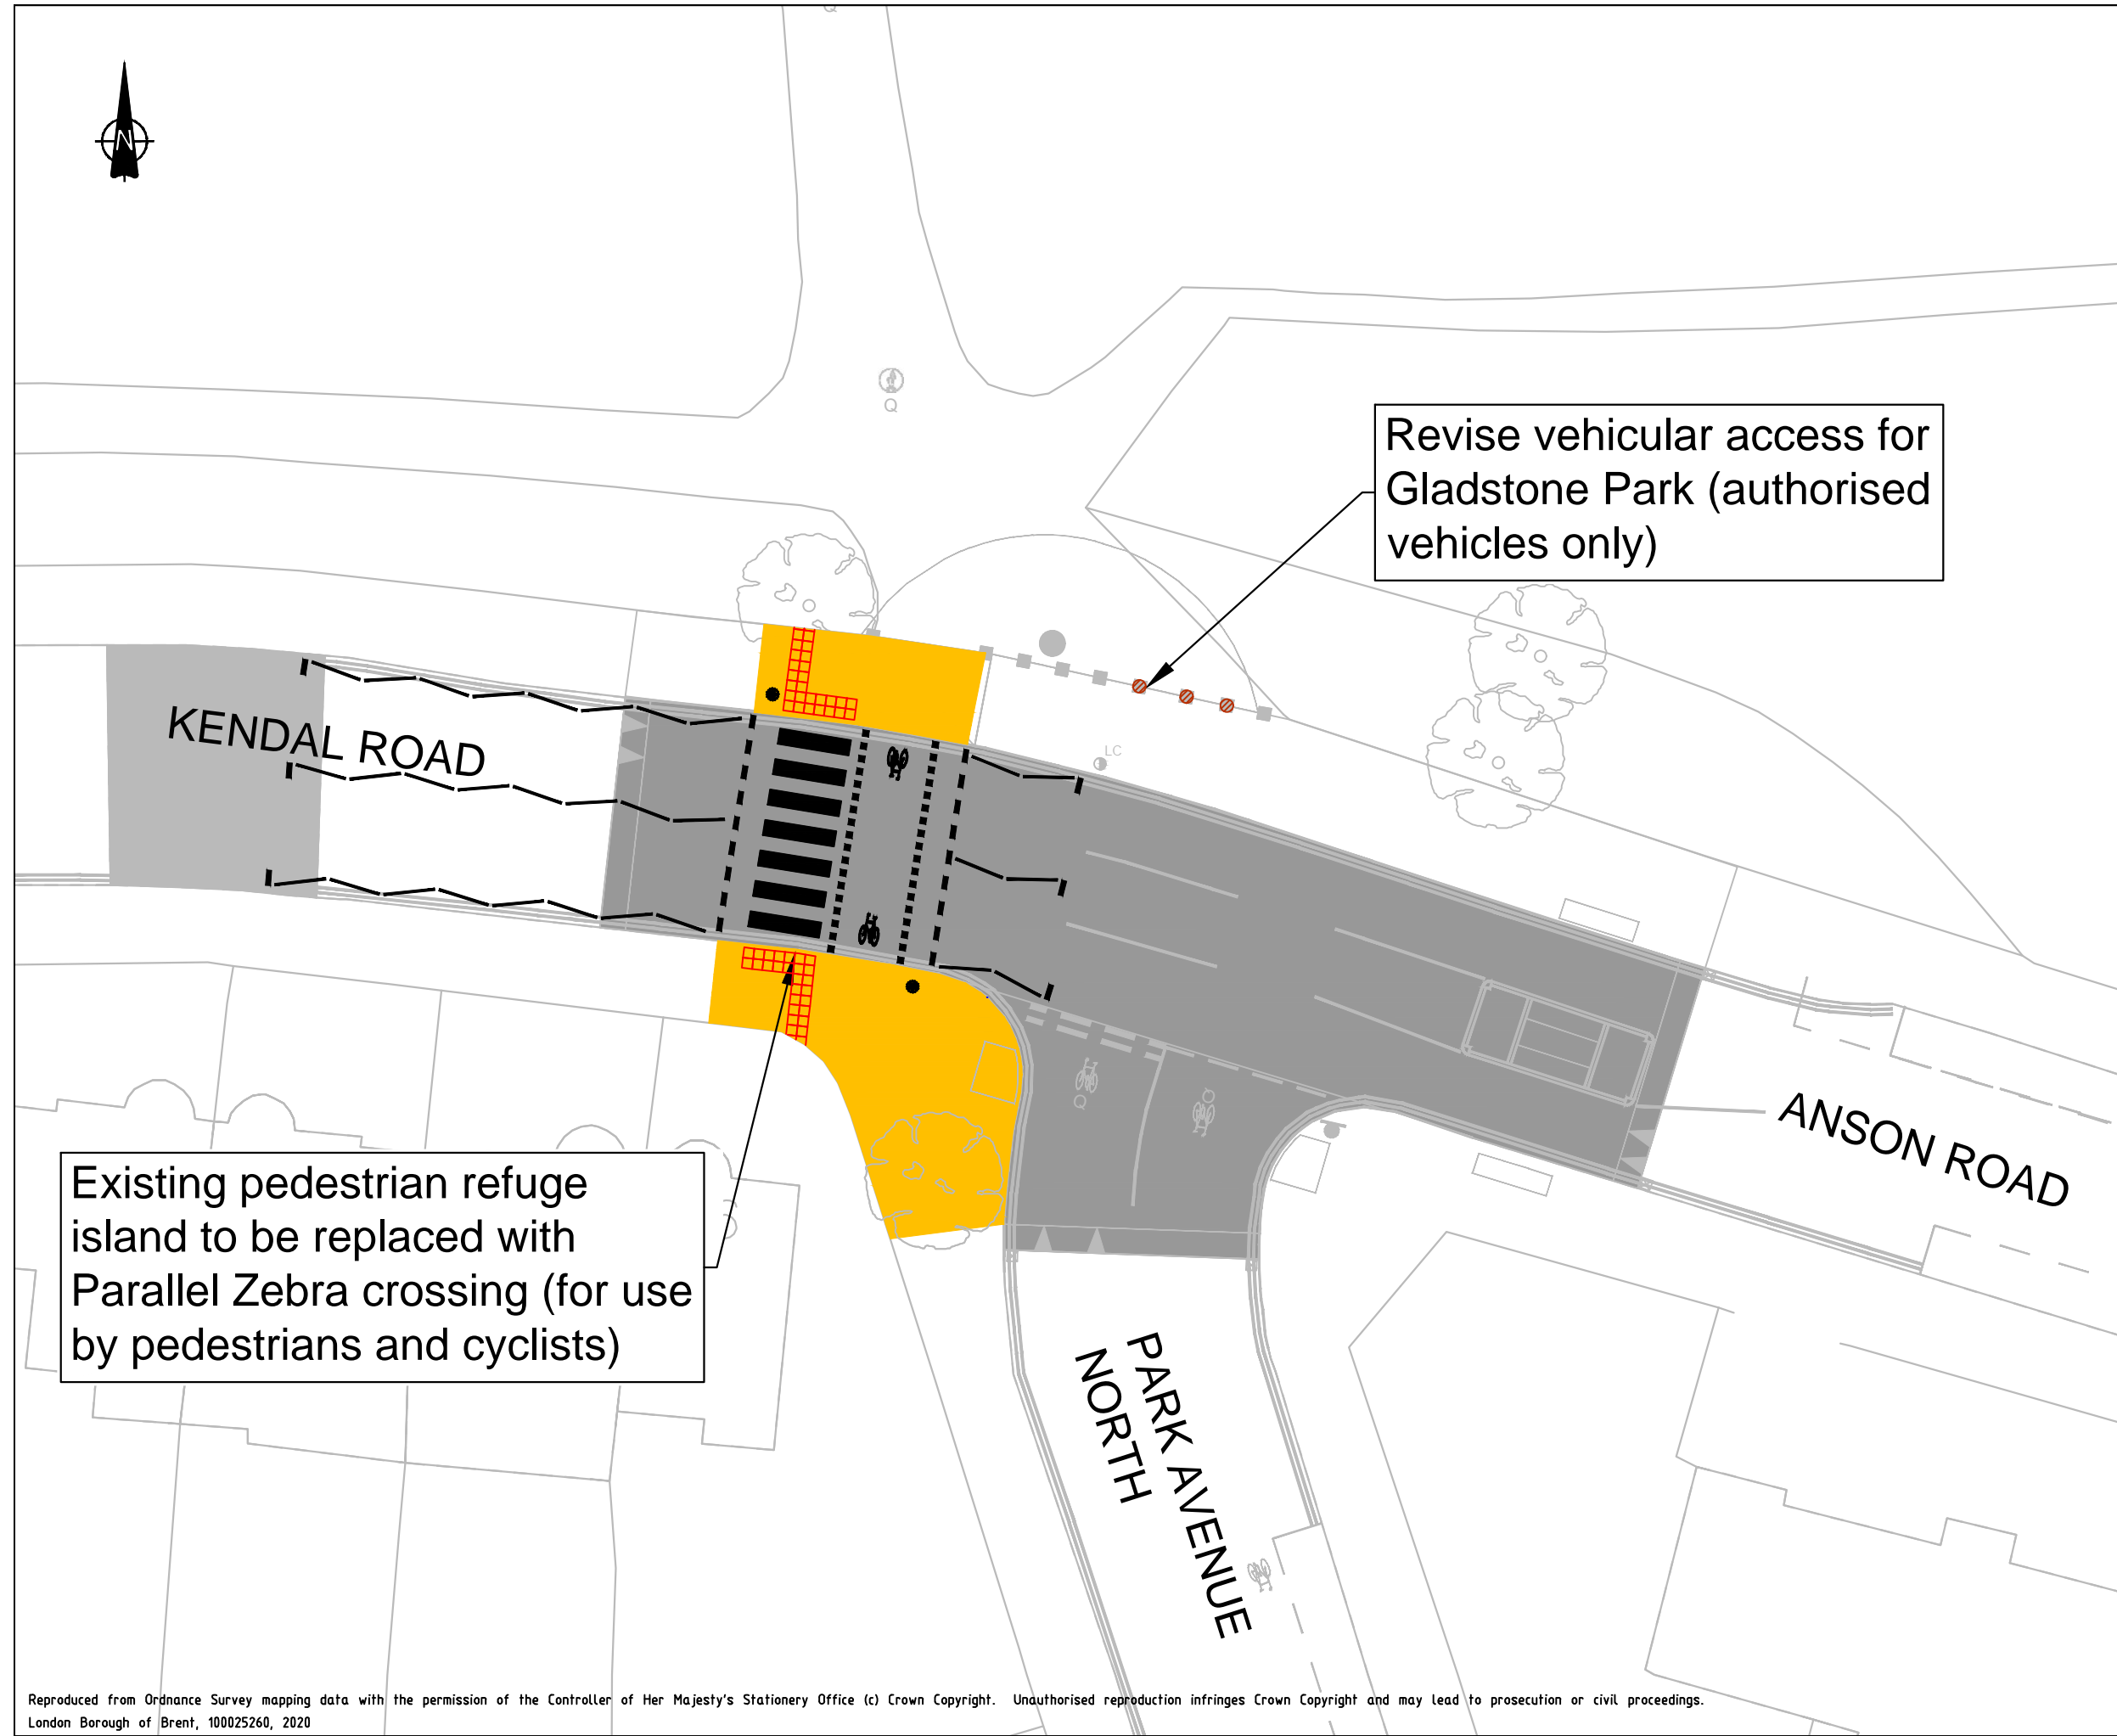 N
Q
Q
Revise vehicular access for
Gladstone Park (authorised
vehicles only)
LC
KENDAL ROAD
ANSON ROAD
Existing pedestrian refuge
island to be replaced with
Parallel Zebra crossing (for use
by pedestrians and cyclists)
PARK AVENUE
NORTH
Reproduced from Ordnance Survey mapping data with the permission of the Controller of Her Majesty's Stationery Office (c) Crown Copyright. Unauthorised reproduction infringes Crown Copyright and may lead to prosecution or civil proceedings.
London Borough of Brent, 100025260, 2020